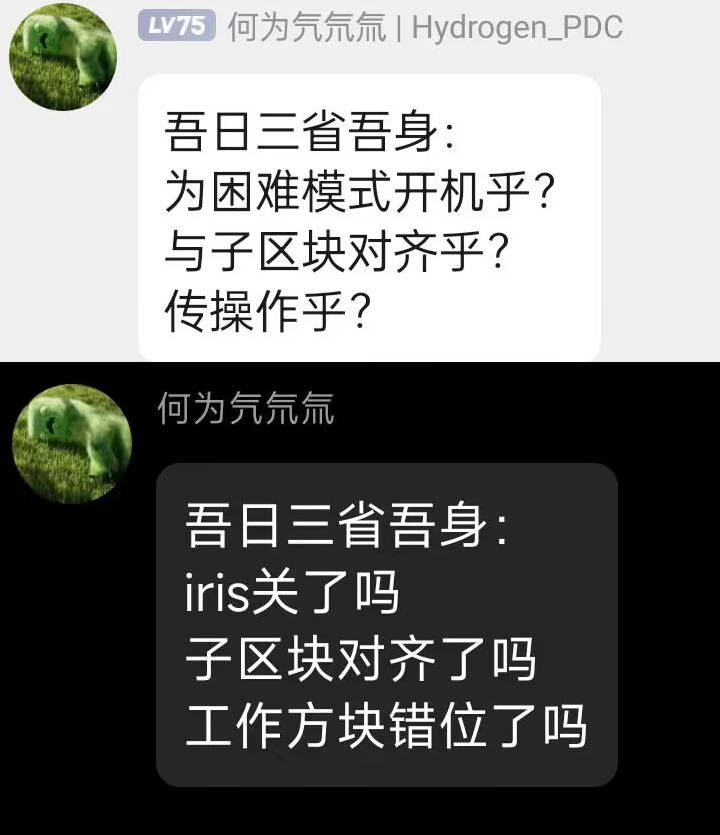 LV75 何为氕氘氚 | Hydrogen_PDC
吾日三省吾身：
为困难模式开机乎？
与子区块对齐乎？
传操作乎？
何为氕氘氚
吾日三省吾身：
iris关了吗
子区块对齐了吗
工作方块错位了吗